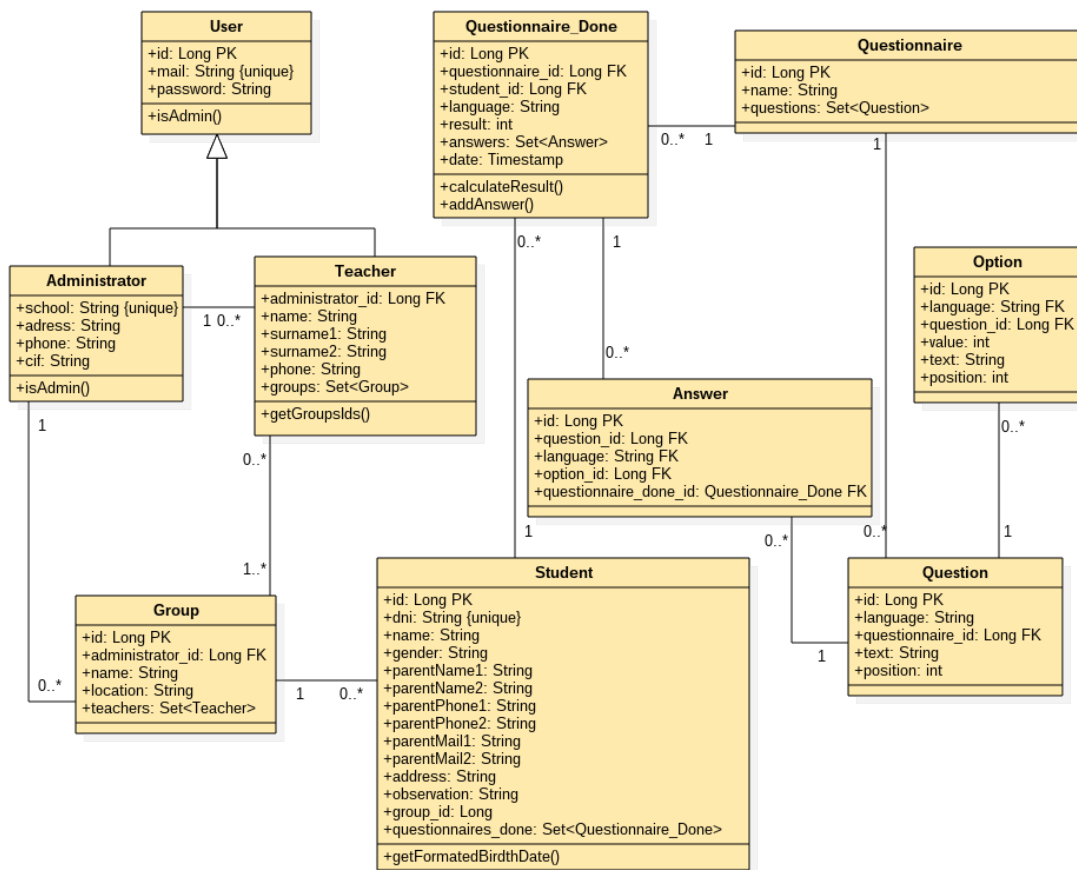 User
+id: Long PK
+mail: String {unique}
+password: String
+isAdmin()
Questionnaire_Done
+id: Long PK
+questionnaire_id: Long FK
+student_id: Long FK
+language: String
+result: int
+answers: Set<Answer>
+date: Timestamp
+calculateResult()
+addAnswer()
Questionnaire
+id: Long PK
+name: String
+questions: Set<Question>
0..*
1
1
0..*
1
Administrator
+school: String {unique}
+adress: String
+phone: String
+cif: String
+isAdmin()
1
0..*
Teacher
+administrator_id: Long FK
+name: String
+surname1: String
+surname2: String
+phone: String
+groups: Set<Group>
+getGroupsIds()
Option
+id: Long PK
+language: String FK
+question_id: Long FK
+value: int
+text: String
+position: int
0..*
Answer
+id: Long PK
+question_id: Long FK
+language: String FK
+option_id: Long FK
+questionnaire_done_id: Questionnaire_Done FK
1
0..*
0..*
1
0..*
0..*
1
1..*
Group
+id: Long PK
+administrator_id: Long FK
+name: String
+location: String
+teachers: Set<Teacher>
0..*
1
0..*
Student
+id: Long PK
+dni: String {unique}
+name: String
+gender: String
+parentName1: String
+parentName2: String
+parentPhone1: String
+parentPhone2: String
+parentMail1: String
+parentMail2: String
+address: String
+observation: String
+group_id: Long
+questionnaires_done: Set<Questionnaire_Done>
+getFormatedBirdthDate()
Question
+id: Long PK
+language: String
+questionnaire_id: Long FK
+text: String
+position: int
1